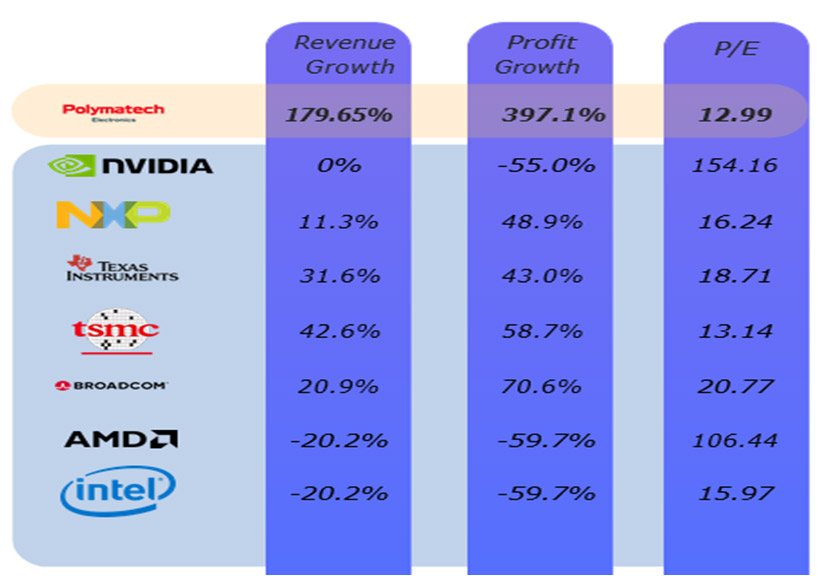 Revenue Growth Profit Growth P/E
Polymatech Electronics 179.65% 397.1% 12.99
NVIDIA 0% -55.0% 154.16
NXP 11.3% 48.9% 16.24
TEXAS INSTRUMENTS 31.6% 43.0% 18.71
tsmc 42.6% 58.7% 13.14
BROADCOM 20.9% 70.6% 20.77
AMD -20.2% -59.7% 106.44
intel -20.2% -59.7% 15.97